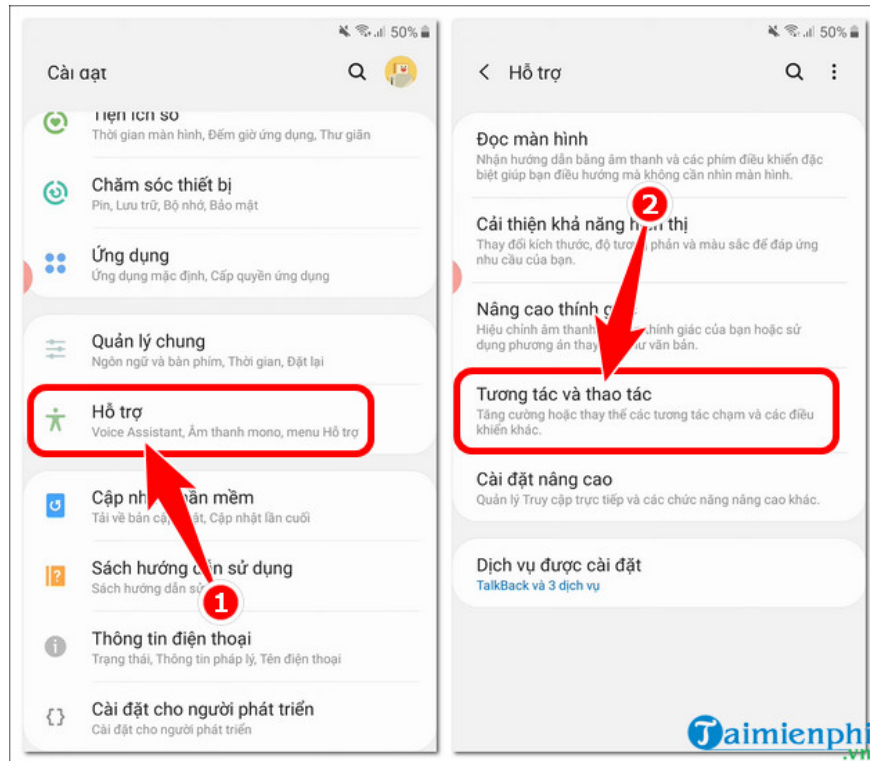 50%
Cài đặt
Tiện ích số
Thời gian màn hình, Đếm giờ ứng dụng, Thư giãn
Chăm sóc thiết bị
Pin, Lưu trữ, Bộ nhớ, Bảo mật
Ứng dụng
Ứng dụng mặc định, Cấp quyền ứng dụng
Quản lý chung
Ngôn ngữ và bàn phím, Thời gian, Đặt lại
Hỗ trợ
Voice Assistant, Âm thanh mono, menu Hỗ trợ
Cập nh ần mềm
Tải về bản cập ật, Cập nhật lần cuối
Sách hướng dẫn sử dụng
Sách hướng dẫn sử
1
Thông tin điện thoại
Trạng thái, Thông tin pháp lý, Tên điện thoại
Cài đặt cho người phát triển
Cài đặt cho người phát triển
50%
Hỗ trợ
Đọc màn hình
Nhận hướng dẫn bằng âm thanh và các phím điều khiển đặc
biệt giúp bạn điều hướng mà không cần nhìn màn hình.
2
Cải thiện khả năng h thị
Thay đổi kích thước, độ tương phản và màu sắc để đáp ứng
nhu cầu của bạn.
Nâng cao thính g
Hiệu chỉnh âm thanh thính giác của bạn hoặc sử
dụng phương án thay như văn bản.
Tương tác và thao tác
Tăng cường hoặc thay thế các tương tác chạm và các điều
khiển khác.
Cài đặt nâng cao
Quản lý Truy cập trực tiếp và các chức năng nâng cao khác.
Dịch vụ được cài đặt
TalkBack và 3 dịch vụ
Taimienphi
.vn